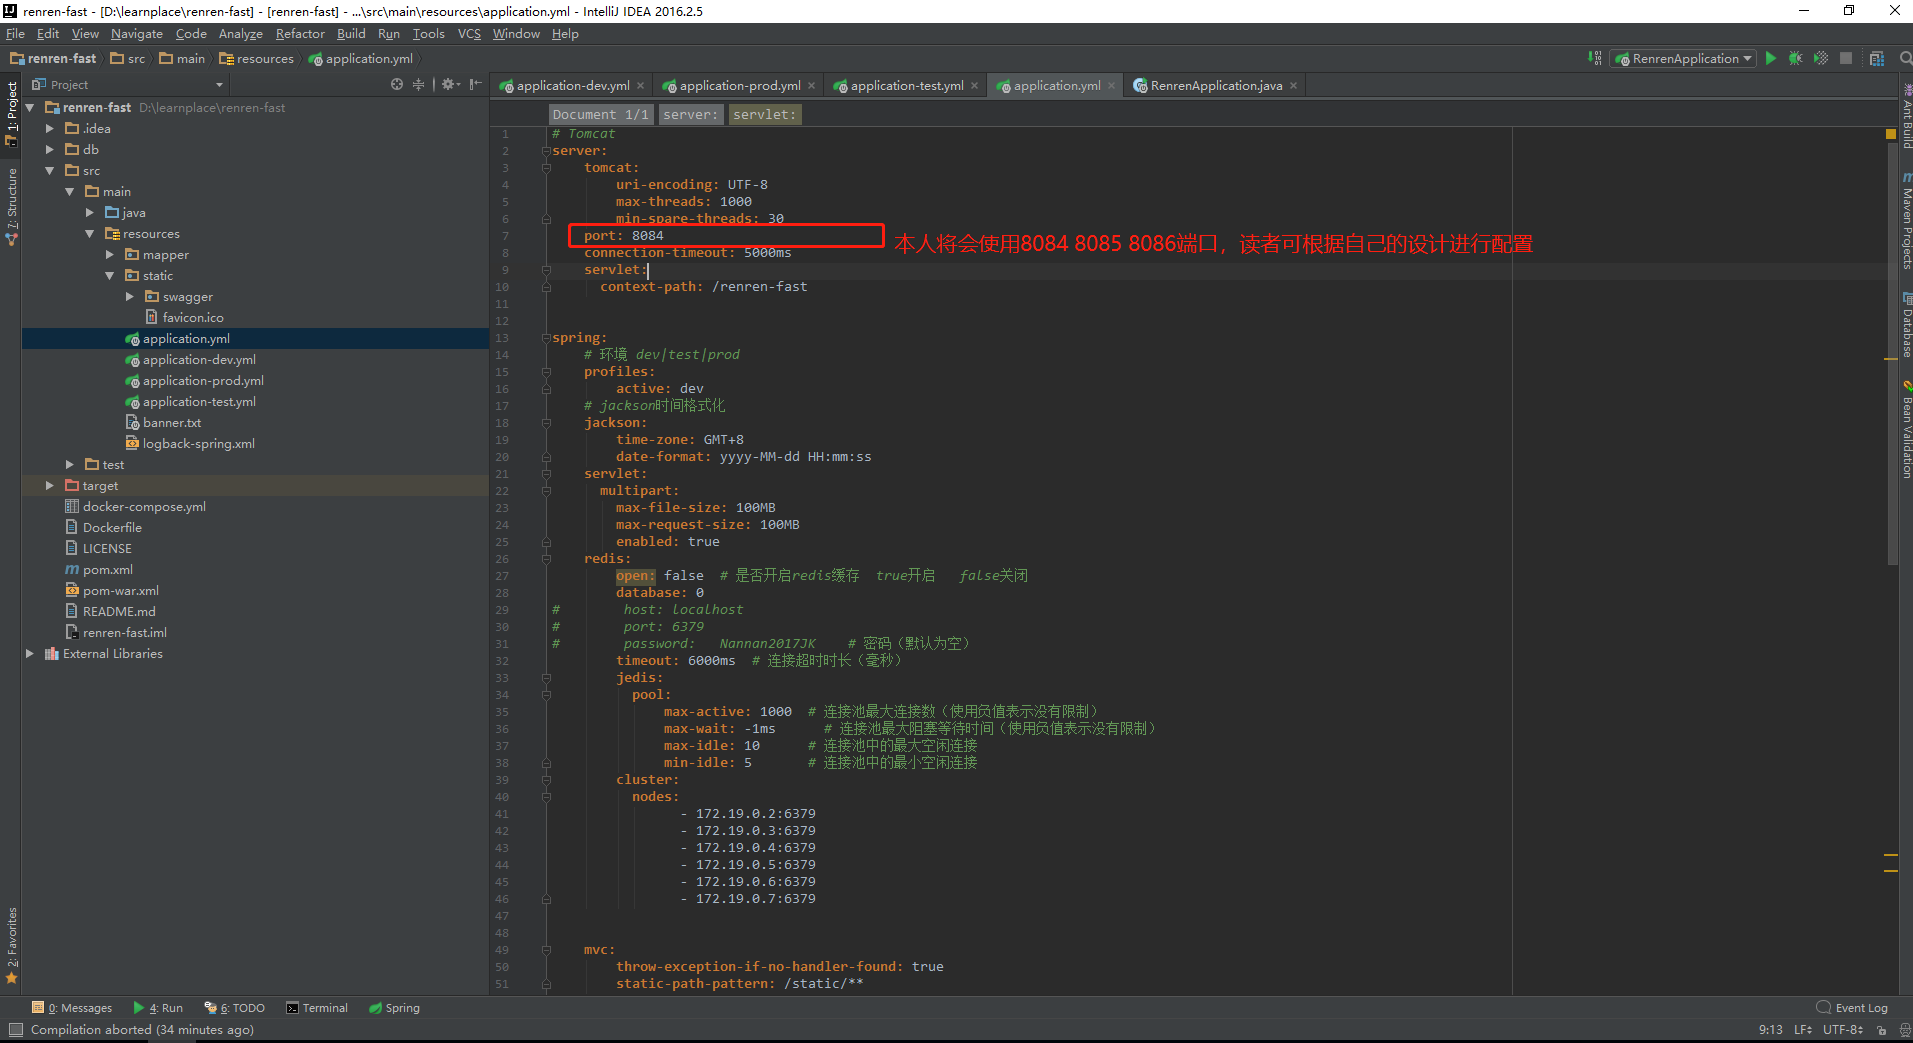 renren-fast - [D:\learnplace\renren-fast] - [renren-fast] - ...\src\main\resources\application.yml - IntelliJ IDEA 2016.2.5
File Edit View Navigate Code Analyze Refactor Build Run Tools VCS Window Help
renren-fast src main resources application.yml RenrenApplication
Project
application-dev.yml application-prod.yml application-test.yml application.yml RenrenApplication.java
Document 1/1 server: servlet:
1: Project
7: Structure
2: Favorites
renren-fast D:\learnplace\renren-fast
.idea
db
src
main
java
resources
mapper
static
swagger
favicon.ico
application.yml
application-dev.yml
application-prod.yml
application-test.yml
banner.txt
logback-spring.xml
test
target
docker-compose.yml
Dockerfile
LICENSE
pom.xml
pom-war.xml
README.md
renren-fast.iml
External Libraries
1 # Tomcat
2 server:
3 tomcat:
4 uri-encoding: UTF-8
5 max-threads: 1000
6 min-spare-threads: 30
7 port: 8084
本人将会使用8084 8085 8086端口，读者可根据自己的设计进行配置
8 connection-timeout: 5000ms
9 servlet:
10 context-path: /renren-fast
11
12
13 spring:
14 # 环境 dev|test|prod
15 profiles:
16 active: dev
17 # jackson时间格式化
18 jackson:
19 time-zone: GMT+8
20 date-format: yyyy-MM-dd HH:mm:ss
21 servlet:
22 multipart:
23 max-file-size: 100MB
24 max-request-size: 100MB
25 enabled: true
26 redis:
27 open: false # 是否开启redis缓存 true开启 false关闭
28 database: 0
29 # host: localhost
30 # port: 6379
31 # password: Nannan2017JK # 密码（默认为空）
32 timeout: 6000ms # 连接超时时长（毫秒）
33 jedis:
34 pool:
35 max-active: 1000 # 连接池最大连接数（使用负值表示没有限制）
36 max-wait: -1ms # 连接池最大阻塞等待时间（使用负值表示没有限制）
37 max-idle: 10 # 连接池中的最大空闲连接
38 min-idle: 5 # 连接池中的最小空闲连接
39 cluster:
40 nodes:
41 - 172.19.0.2:6379
42 - 172.19.0.3:6379
43 - 172.19.0.4:6379
44 - 172.19.0.5:6379
45 - 172.19.0.6:6379
46 - 172.19.0.7:6379
47
48
49 mvc:
50 throw-exception-if-no-handler-found: true
51 static-path-pattern: /static/**
Ant Build
Maven Projects
Database
Bean Validation
0: Messages 4: Run 6: TODO Terminal Spring Event Log
Compilation aborted (34 minutes ago) 9:13 LF UTF-8